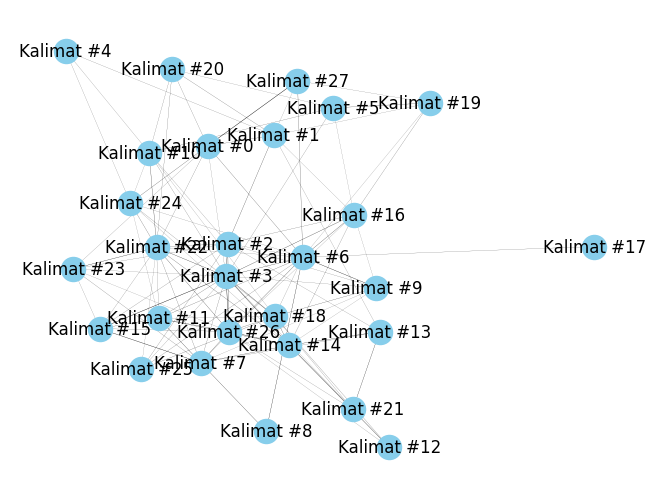 Kalimat #4
Kalimat #20
Kalimat #27
Kalimat #5
Kalimat #19
Kalimat #1
Kalimat #0
Kalimat #10
Kalimat #24
Kalimat #16
Kalimat #2
Kalimat #22
Kalimat #17
Kalimat #6
Kalimat #23
Kalimat #3
Kalimat #9
Kalimat #18
Kalimat #11
Kalimat #15
Kalimat #26
Kalimat #13
Kalimat #14
Kalimat #7
Kalimat #25
Kalimat #21
Kalimat #8
Kalimat #12